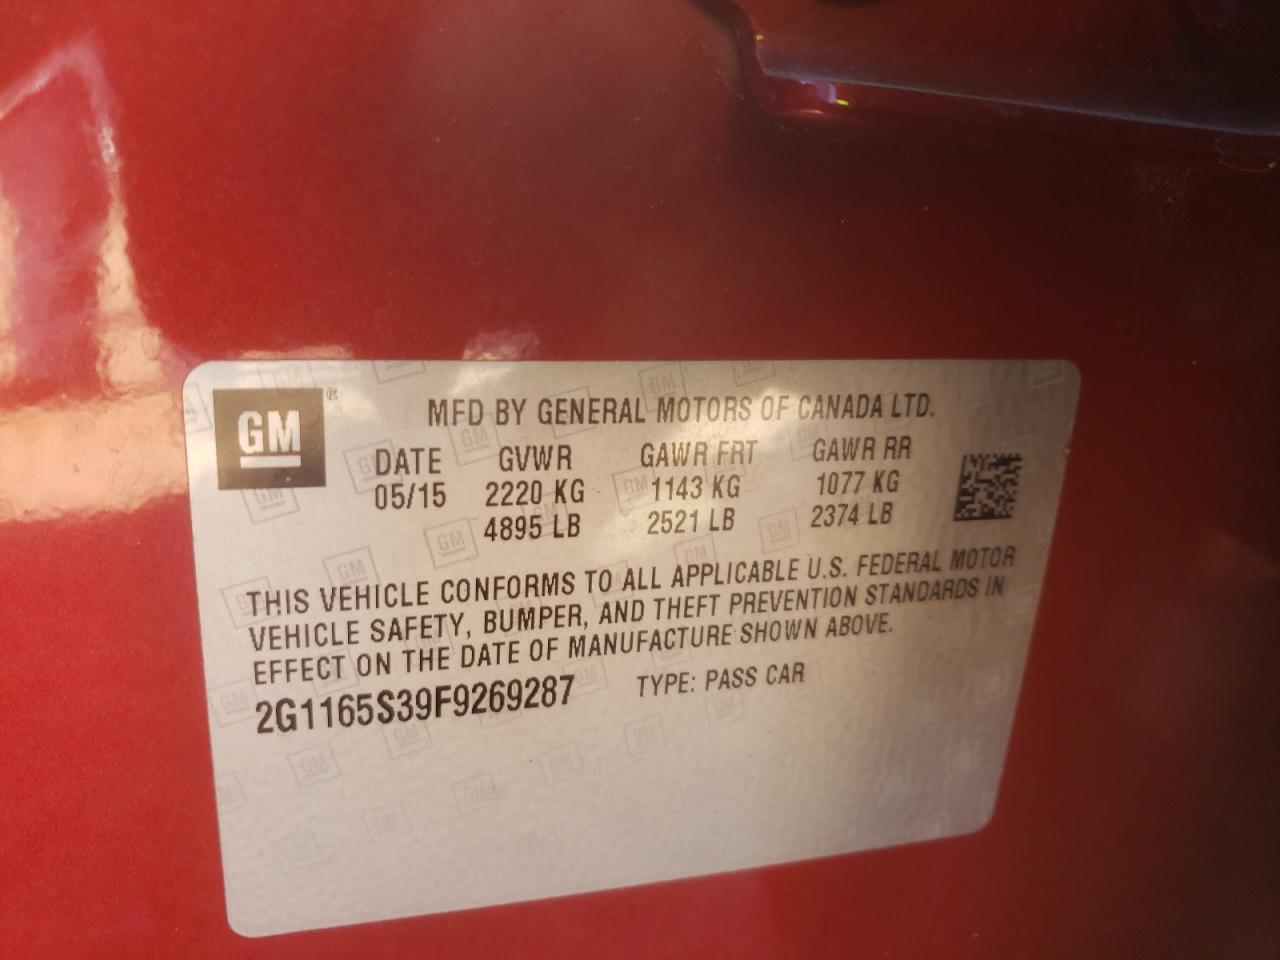 GM ®
MFD BY GENERAL MOTORS OF CANADA LTD.
DATE GVWR GAWR FRT GAWR RR
05/15 2220 KG 1143 KG 1077 KG
4895 LB 2521 LB 2374 LB
THIS VEHICLE CONFORMS TO ALL APPLICABLE U.S. FEDERAL MOTOR
VEHICLE SAFETY, BUMPER, AND THEFT PREVENTION STANDARDS IN
EFFECT ON THE DATE OF MANUFACTURE SHOWN ABOVE.
2G1165S39F9269287 TYPE: PASS CAR